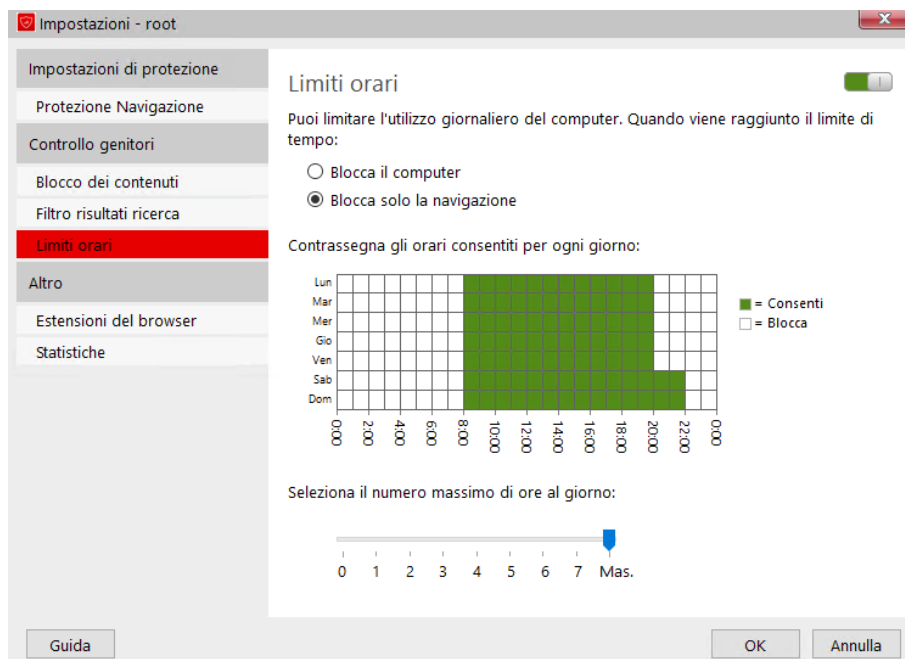 Impostazioni - root
Impostazioni di protezione
Protezione Navigazione
Controllo genitori
Blocco dei contenuti
Filtro risultati ricerca
Limiti orari
Altro
Estensioni del browser
Statistiche
Limiti orari
Puoi limitare l'utilizzo giornaliero del computer. Quando viene raggiunto il limite di
tempo:
Blocca il computer
Blocca solo la navigazione
Contrassegna gli orari consentiti per ogni giorno:
Lun
Mar
Mer
Gio
Ven
Sab
Dom
0:00 2:00 4:00 6:00 8:00 10:00 12:00 14:00 16:00 18:00 20:00 22:00 0:00
= Consenti
= Blocca
Seleziona il numero massimo di ore al giorno:
0 1 2 3 4 5 6 7 Mas.
Guida
OK
Annulla